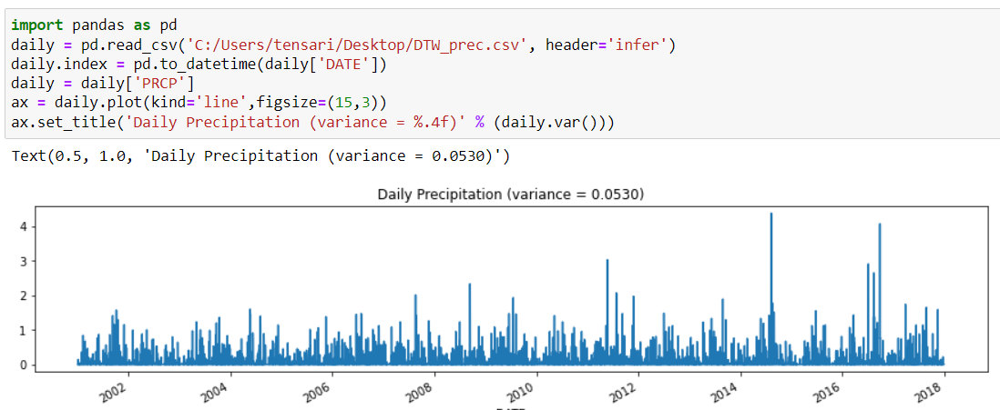 import pandas as pd
daily = pd.read_csv('C:/Users/tensari/Desktop/DTW_prec.csv', header='infer')
daily.index = pd.to_datetime(daily['DATE'])
daily = daily['PRCP']
ax = daily.plot(kind='line',figsize=(15,3))
ax.set_title('Daily Precipitation (variance = %.4f)' % (daily.var()))
Text(0.5, 1.0, 'Daily Precipitation (variance = 0.0530)')
Daily Precipitation (variance = 0.0530)
4
3
2
1
0
2002 2004 2006 2008 2010 2012 2014 2016 2018